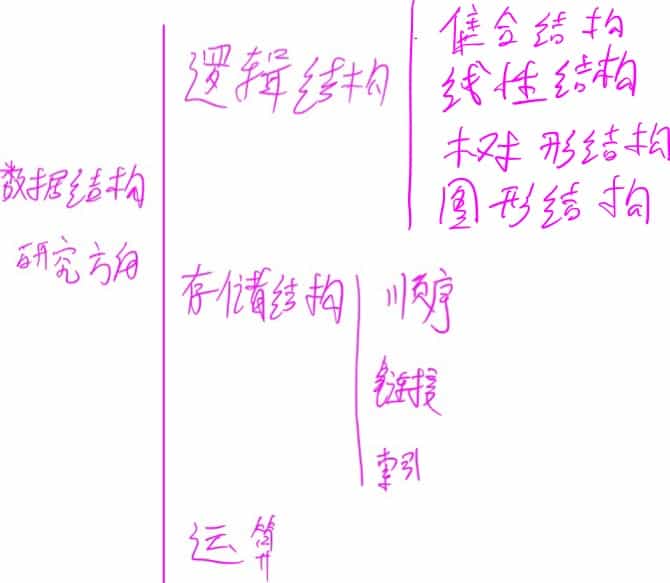 数据结构
研究方向
逻辑结构
集合结构
线性结构
树形结构
图形结构
存储结构
顺序
链接
索引
运算